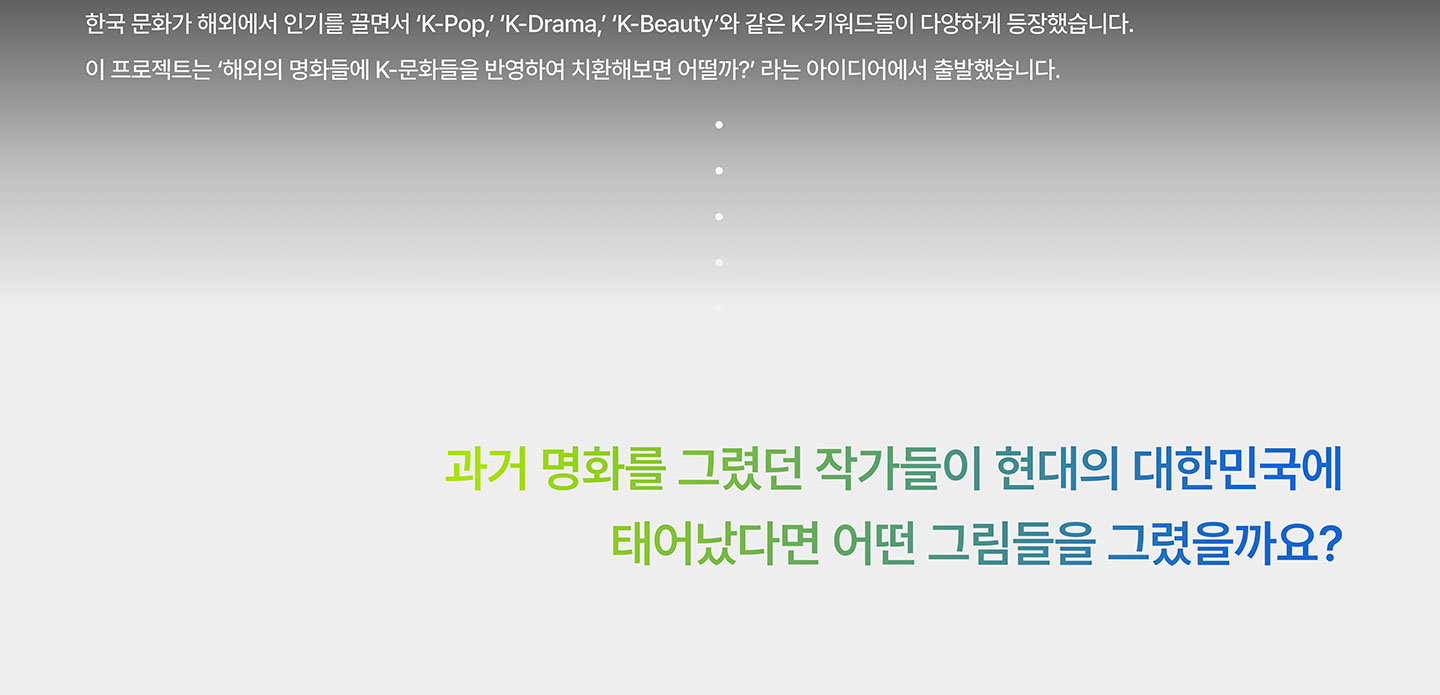 한국 문화가 해외에서 인기를 끌면서 ‘K-Pop,’ ‘K-Drama,’ ‘K-Beauty’와 같은 K-키워드들이 다양하게 등장했습니다.
이 프로젝트는 ‘해외의 명화들에 K-문화들을 반영하여 치환해보면 어떨까?’ 라는 아이디어에서 출발했습니다.
과거 명화를 그렸던 작가들이 현대의 대한민국에
태어났다면 어떤 그림들을 그렸을까요?